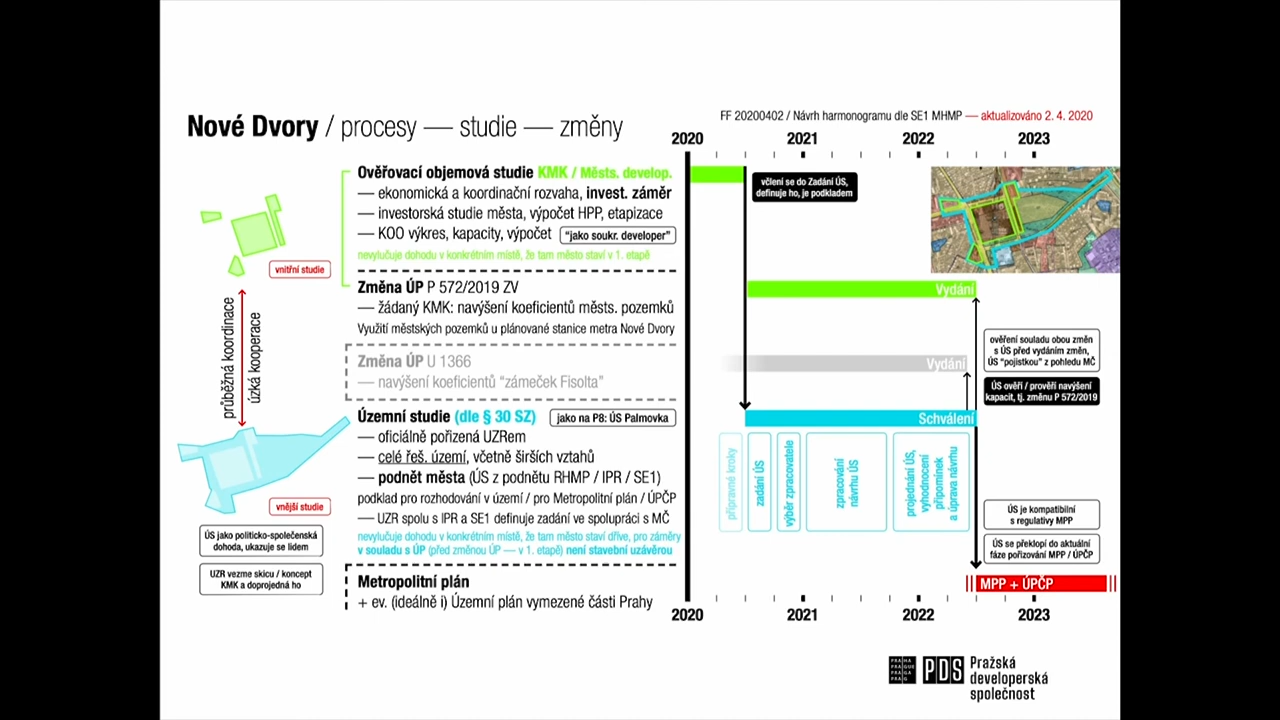 Nové Dvory / procesy — studie — změny
FF 20200402 / Návrh harmonogramu dle SE1 MHMP — aktualizováno 2. 4. 2020
2020 2021 2022 2023
Ověřovací objemová studie KMK / Městs. develop.
— ekonomická a koordinační rozvaha, invest. záměr
— investorská studie města, výpočet HPP, etapizace
— KOO výkres, kapacity, výpočet
“jako soukr. developer”
nevylučuje dohodu v konkrétním místě, že tam město staví v 1. etapě
včlení se do Zadání ÚS,
definuje ho, je podkladem
vnitřní studie
průběžná koordinace
úzká kooperace
Změna ÚP P 572/2019 ZV
— žádaný KMK: navýšení koeficientů městs. pozemků
Využití městských pozemků u plánované stanice metra Nové Dvory
Vydání
Změna ÚP U 1366
— navýšení koeficientů “zámeček Fisolta”
Vydání
ověření souladu obou změn
s ÚS před vydáním změn,
ÚS “pojistkou” z pohledu MČ
ÚS ověří / prověří navýšení
kapacit, tj. změnu P 572/2019
Územní studie (dle § 30 SZ)
jako na P8: ÚS Palmovka
Schválení
— oficiálně pořizená UZRem
— celé řeš. území, včetně širších vztahů
— podnět města (ÚS z podnětu RHMP / IPR / SE1)
podklad pro rozhodování v území / pro Metropolitní plán / ÚPČP
— UZR spolu s IPR a SE1 definuje zadání ve spolupráci s MČ
nevylučuje dohodu v konkrétním místě, že tam město staví dříve, pro záměry
v souladu s ÚP (před změnou ÚP — v 1. etapě) není stavební uzávěrou
přípravné kroky
zadání ÚS
výběr zpracovatele
zpracování
návrhu ÚS
projednání ÚS,
vyhodnocení
připomínek
a úprava návrhu
vnější studie
ÚS jako politicko-společenská
dohoda, ukazuje se lidem
UZR vezme skicu / koncept
KMK a doprojedná ho
ÚS je kompatibilní
s regulativy MPP
ÚS se překlopí do aktuální
fáze pořizování MPP / ÚPČP
Metropolitní plán
+ ev. (ideálně i) Územní plán vymezené části Prahy
MPP + ÚPČP
2020 2021 2022 2023
PRAHA
PRAGUE
PRAGA
PRAG
PDS
Pražská
developerská
společnost